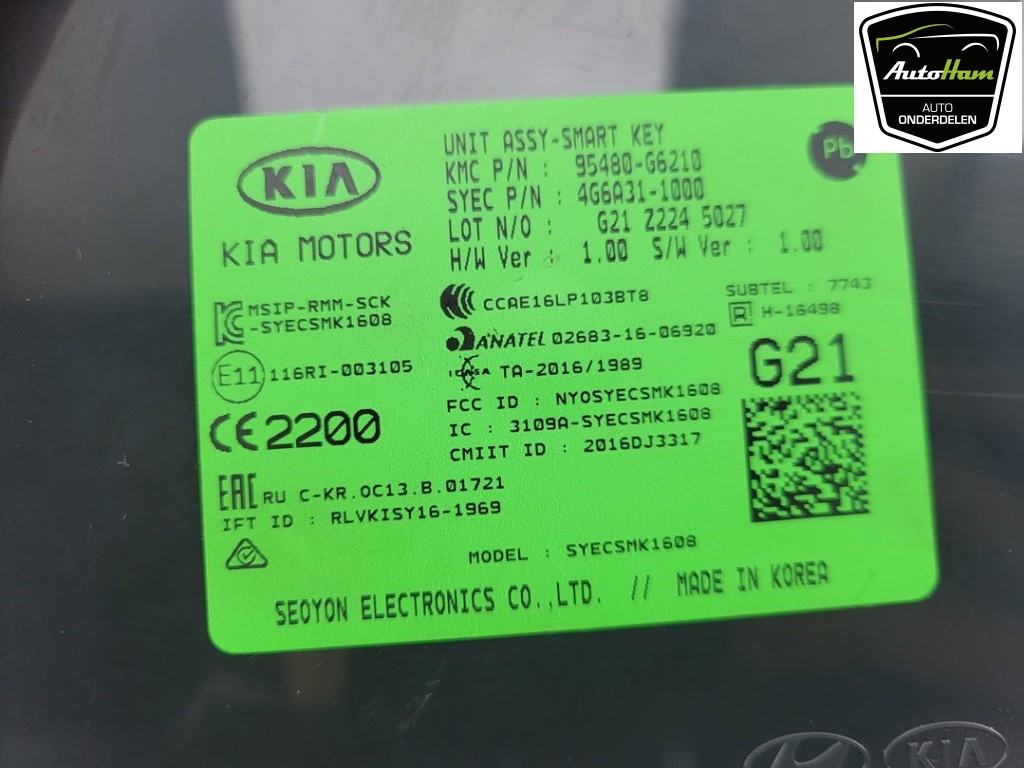 AutoHam
AUTO
ONDERDELEN
KIA
KIA MOTORS
UNIT ASSY-SMART KEY
KMC P/N : 95480-G6210
SYEC P/N : 4G6A31-1000
LOT N/O : G21 Z224 5027
H/W Ver : 1.00 S/W Ver : 1.00
Pb
MSIP-RMM-SCK
-SYECSMK1608
CCAE16LP103BT8
SUBTEL : 7743
R H-16498
ANATEL 02683-16-06920
E11 116RI-003105
ICASA TA-2016/1989
G21
FCC ID : NYOSYECSMK1608
IC : 3109A-SYECSMK1608
CMIIT ID : 2016DJ3317
CE2200
EAC RU C-KR.OC13.B.01721
IFT ID : RLVKISY16-1969
MODEL : SYECSMK1608
SEOYON ELECTRONICS CO.,LTD. // MADE IN KOREA
KIA